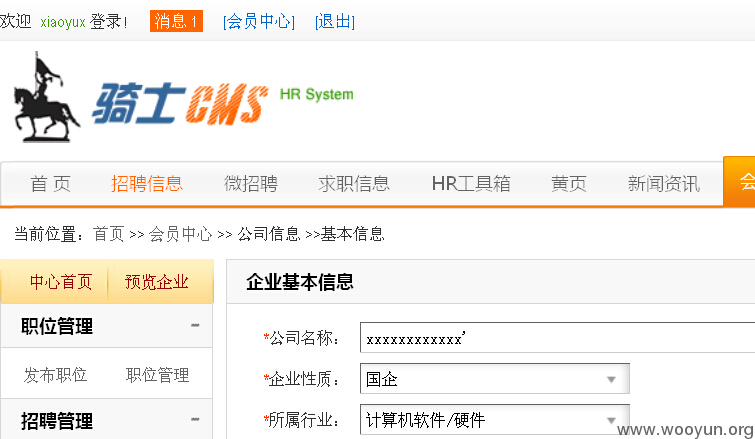 欢迎 xiaoyux 登录! 消息 1 [会员中心] [退出]
骑士CMS HR System
首 页 招聘信息 微招聘 求职信息 HR工具箱 黄页 新闻资讯 会
当前位置：首页 >> 会员中心 >> 公司信息 >>基本信息
中心首页 预览企业
企业基本信息
职位管理
*公司名称： xxxxxxxxxxxx'
发布职位 职位管理
*企业性质： 国企
招聘管理
*所属行业： 计算机软件/硬件
www.wooyun.org